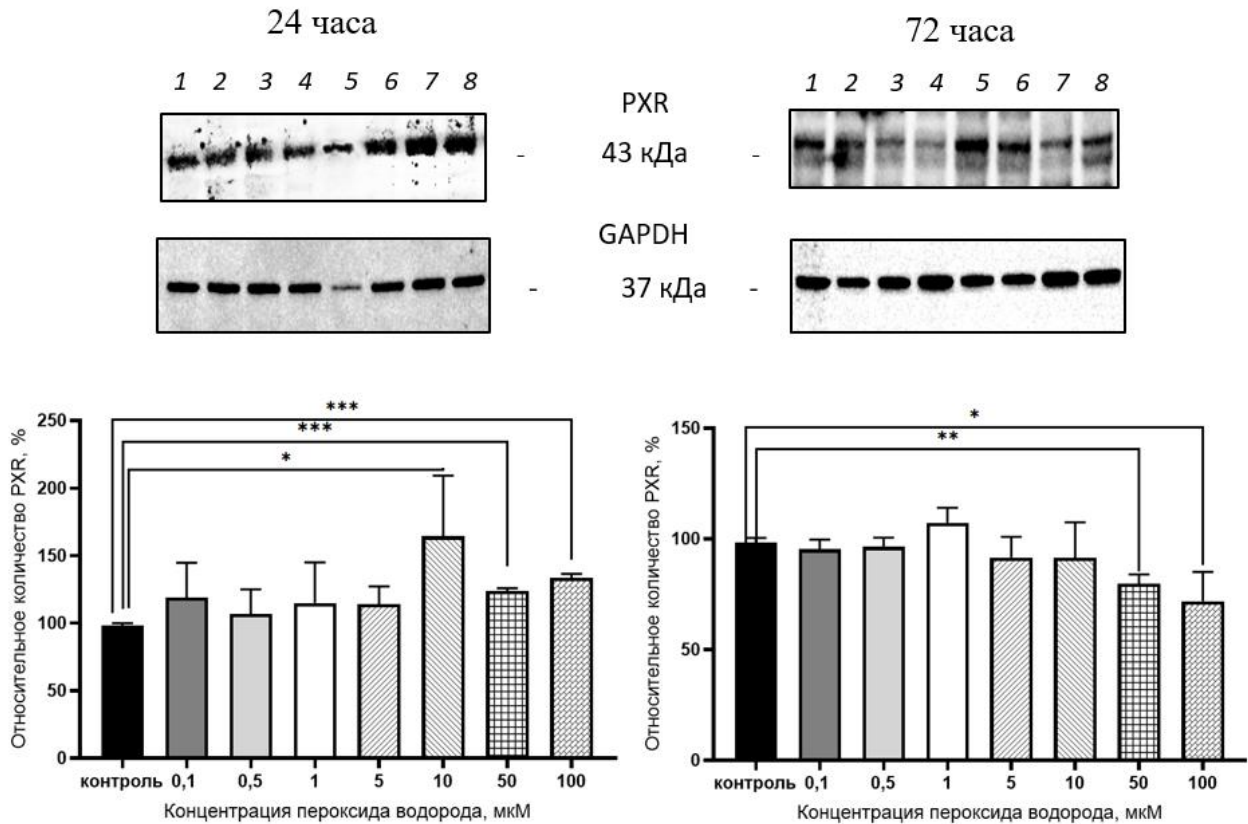 24 часа
72 часа
1 2 3 4 5 6 7 8
1 2 3 4 5 6 7 8
PXR
- 43 кДа -
GAPDH
- 37 кДа -
Относительное количество PXR, %
250
200
150
100
50
0
***
***
*
контроль 0,1 0,5 1 5 10 50 100
Концентрация пероксида водорода, мкМ
Относительное количество PXR, %
150
100
50
0
*
**
контроль 0,1 0,5 1 5 10 50 100
Концентрация пероксида водорода, мкМ